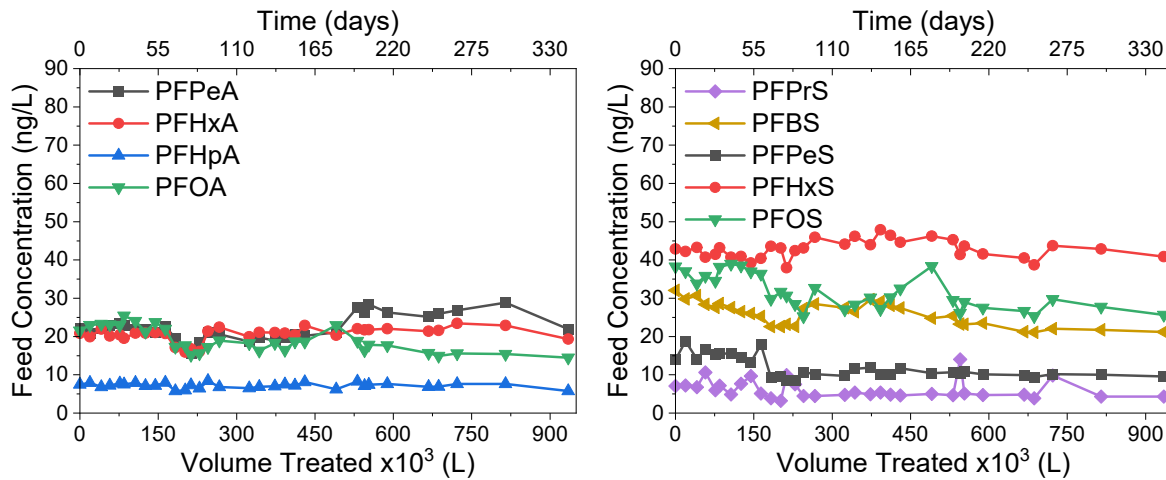 Time (days)
0 55 110 165 220 275 330
Feed Concentration (ng/L)
90
80
70
60
50
40
30
20
10
0
PFPeA
PFHxA
PFHpA
PFOA
0 150 300 450 600 750 900
Volume Treated x10³ (L)
Time (days)
0 55 110 165 220 275 330
Feed Concentration (ng/L)
90
80
70
60
50
40
30
20
10
0
PFPrS
PFBS
PFPeS
PFHxS
PFOS
0 150 300 450 600 750 900
Volume Treated x10³ (L)